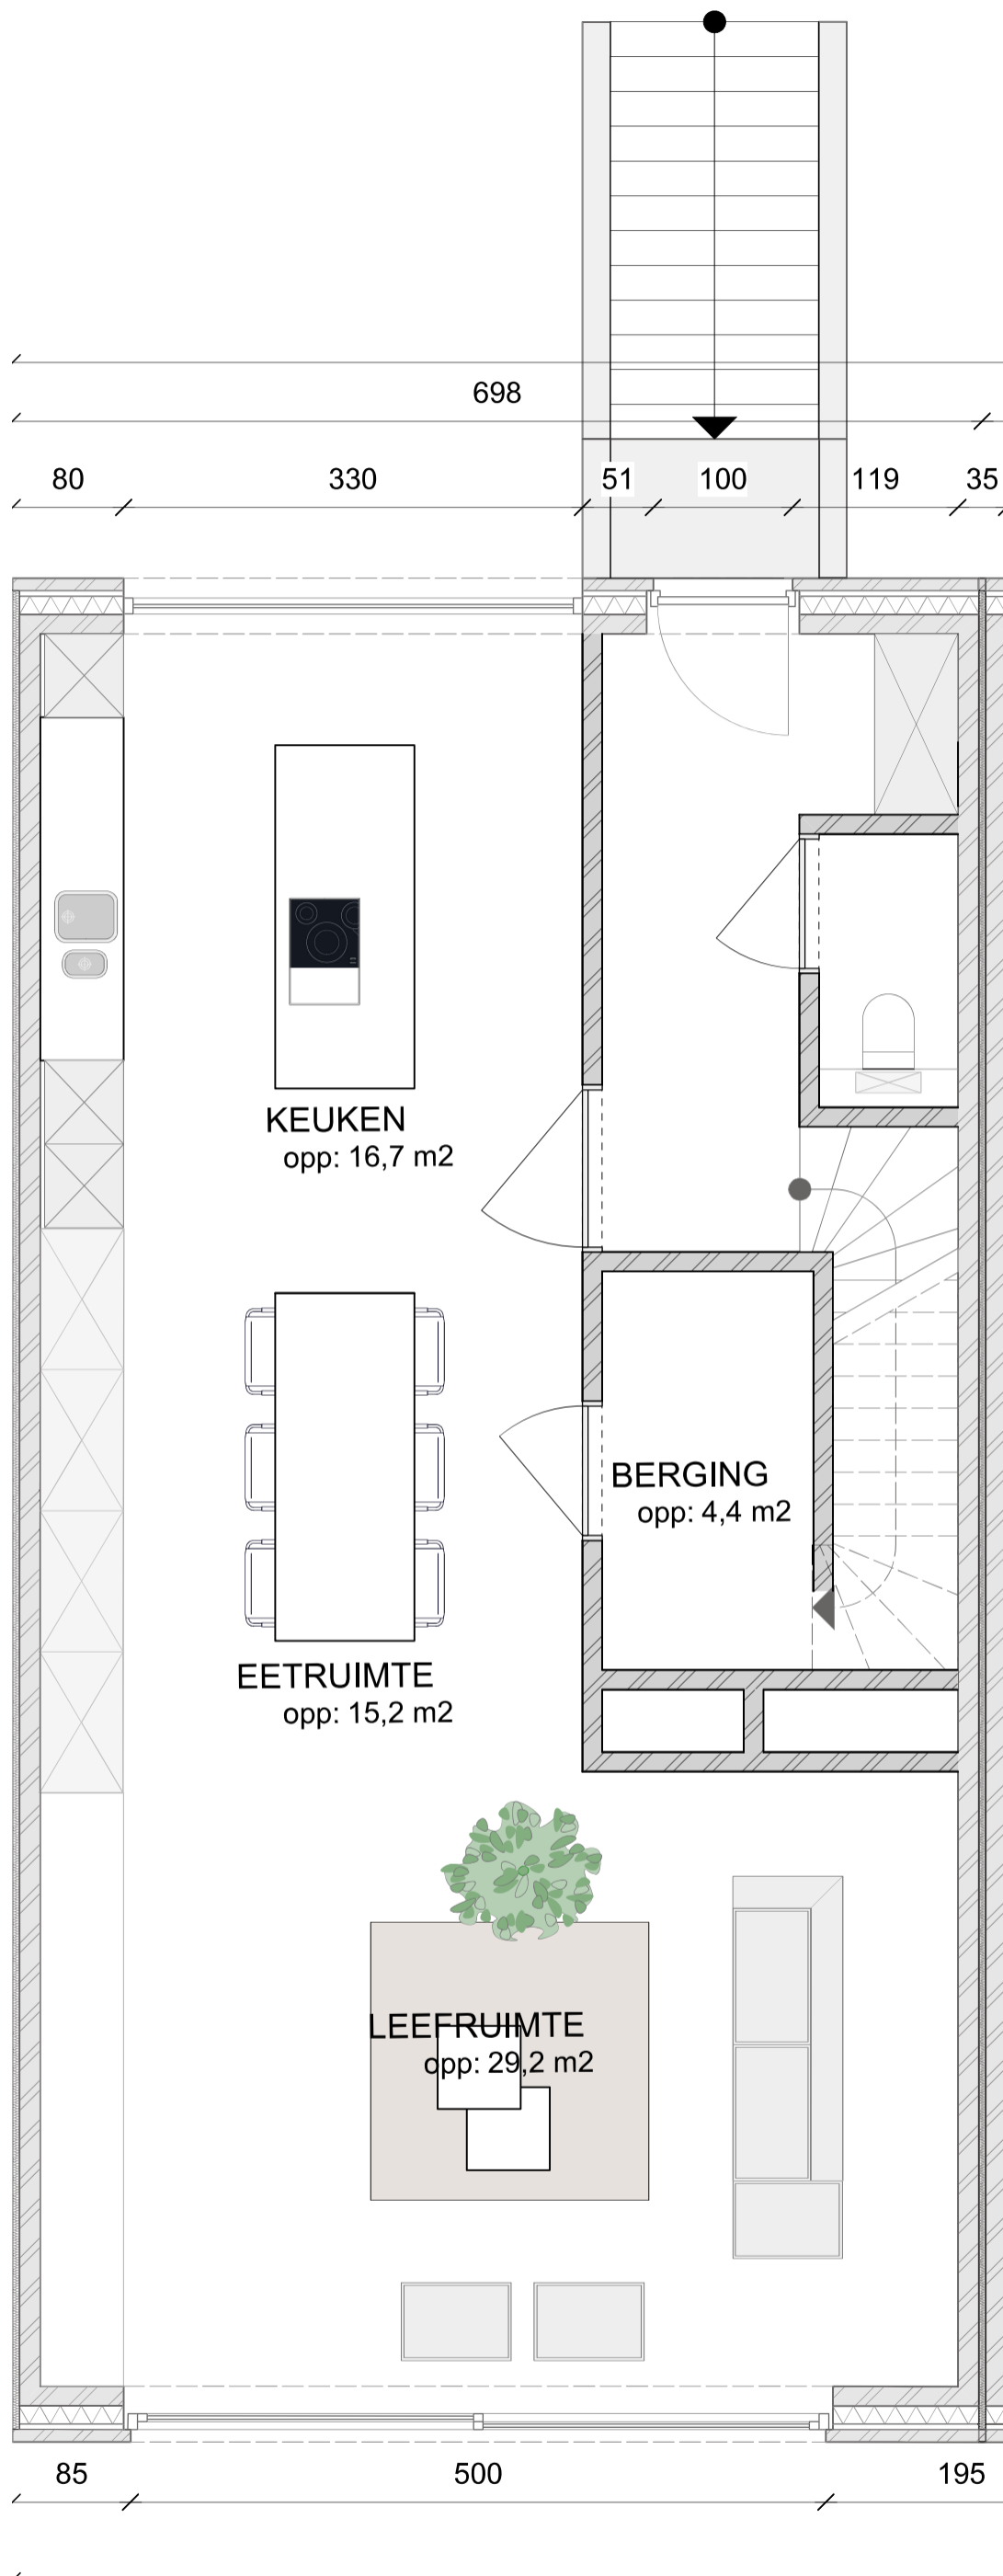 698
80 330 51 100 119 35
KEUKEN
opp: 16,7 m2
BERGING
opp: 4,4 m2
EETRUIMTE
opp: 15,2 m2
LEEFRUIMTE
opp: 29,2 m2
85 500 195